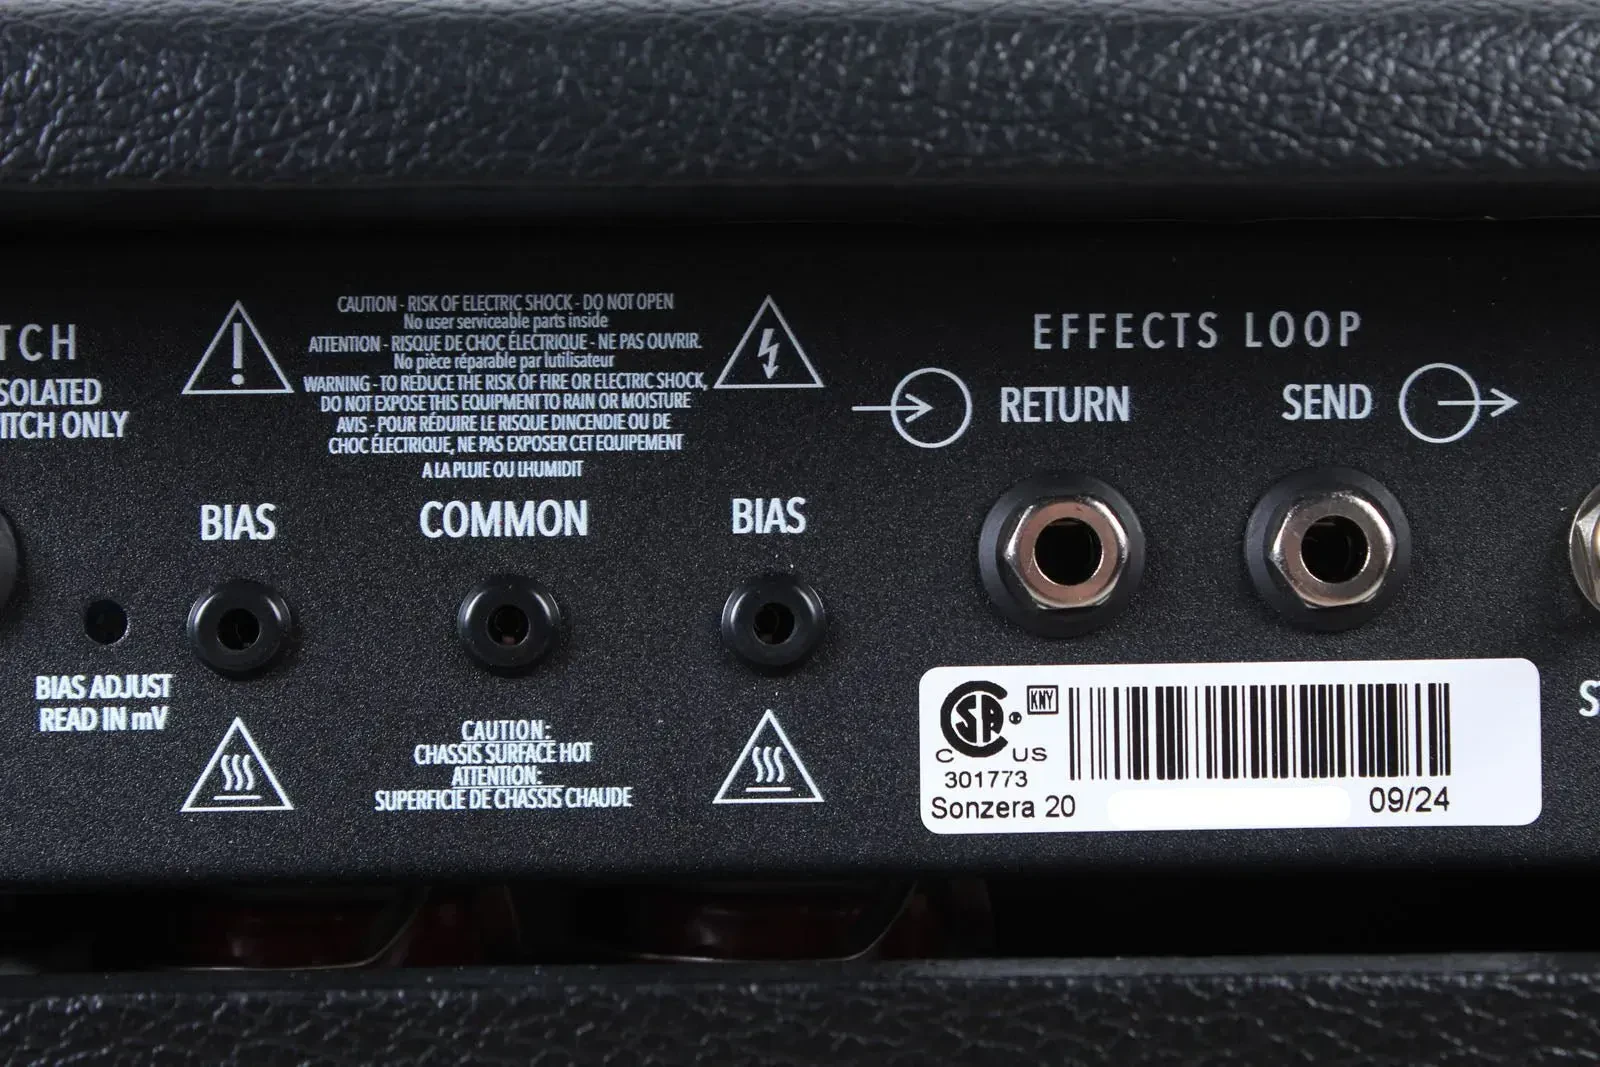 TCH
SOLATED
ITCH ONLY
CAUTION - RISK OF ELECTRIC SHOCK - DO NOT OPEN
No user serviceable parts inside
ATTENTION - RISQUE DE CHOC ÉLECTRIQUE - NE PAS OUVRIR.
No pièce réparable par lutilisateur
WARNING - TO REDUCE THE RISK OF FIRE OR ELECTRIC SHOCK,
DO NOT EXPOSE THIS EQUIPMENT TO RAIN OR MOISTURE
AVIS - POUR RÉDUIRE LE RISQUE DINCENDIE OU DE
CHOC ÉLECTRIQUE, NE PAS EXPOSER CET EQUIPEMENT
A LA PLUIE OU LHUMIDIT
EFFECTS LOOP
RETURN
SEND
BIAS
COMMON
BIAS
BIAS ADJUST
READ IN mV
CAUTION:
CHASSIS SURFACE HOT
ATTENTION:
SUPERFICIE DE CHASSIS CHAUDE
CSA
®
KNY
C US
301773
Sonzera 20
09/24
ST